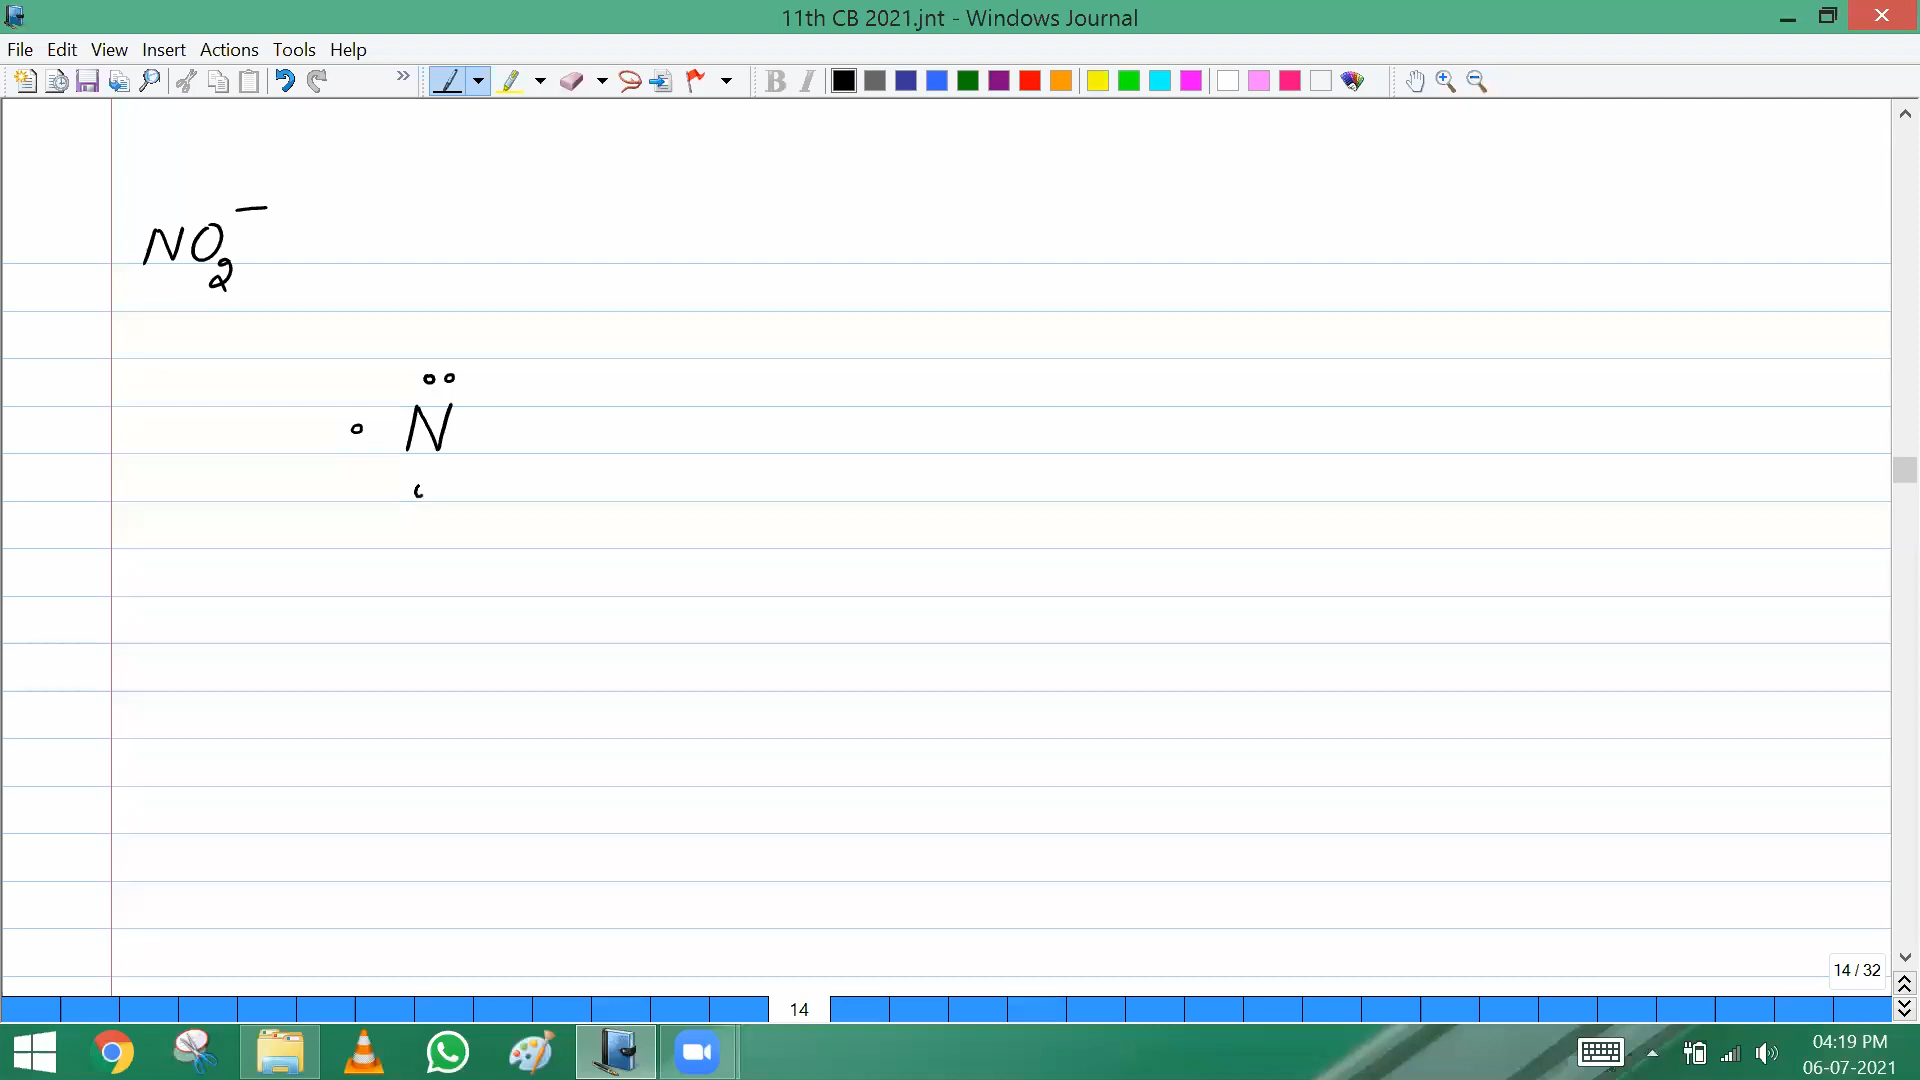 11th CB 2021.jnt - Windows Journal
File Edit View Insert Actions Tools Help
B I
NO₂⁻
N
14 / 32
14
04:19 PM
06-07-2021